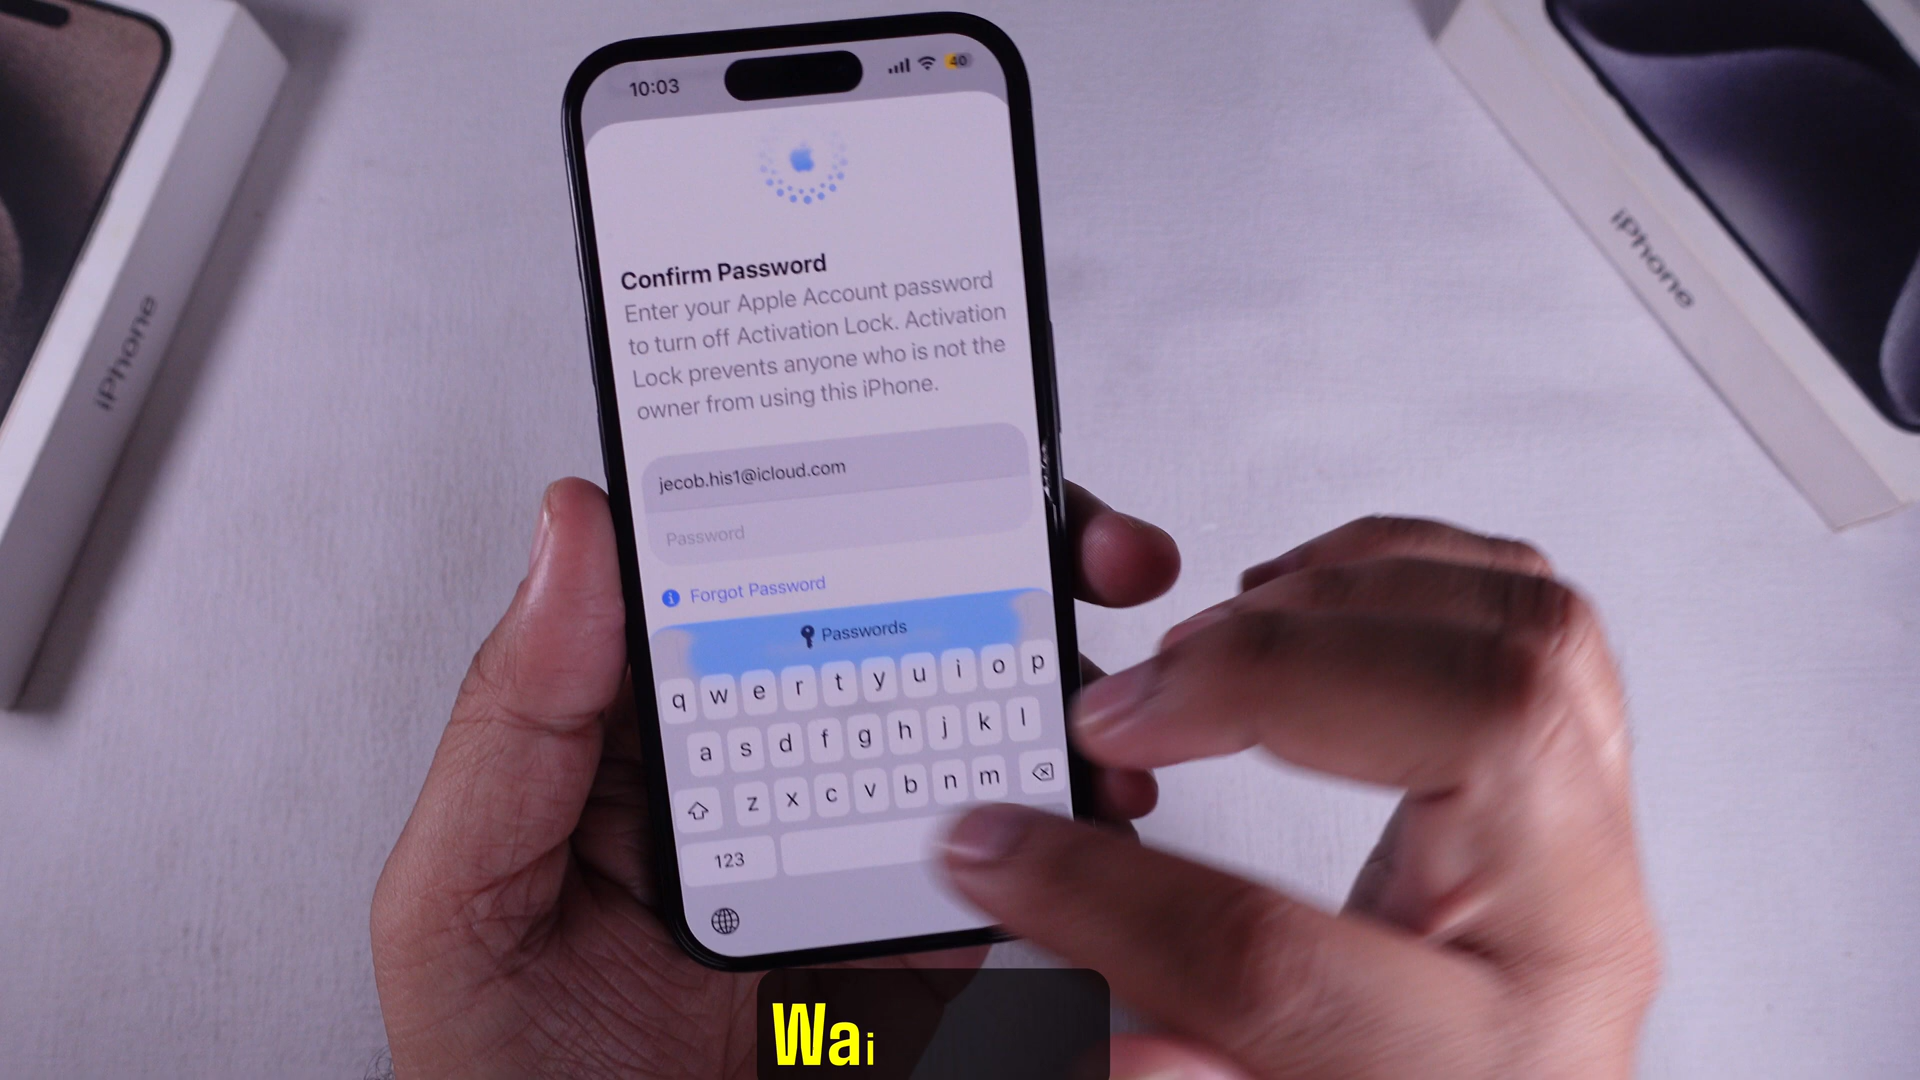 10:03
40
Confirm Password
Enter your Apple Account password
to turn off Activation Lock. Activation
Lock prevents anyone who is not the
owner from using this iPhone.
jecob.his1@icloud.com
Password
Forgot Password
Passwords
q w e r t y u i o p
a s d f g h j k l
z x c v b n m
123
iPhone
iPhone
Wai